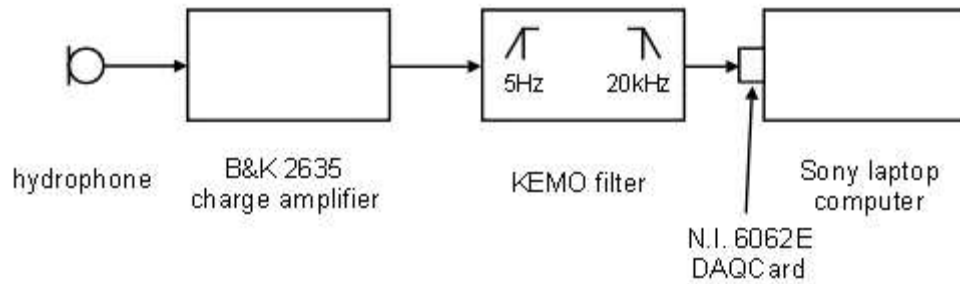 5Hz
20kHz
hydrophone
B&K 2635
charge amplifier
KEMO filter
Sony laptop
computer
N.I. 6062E
DAQCard